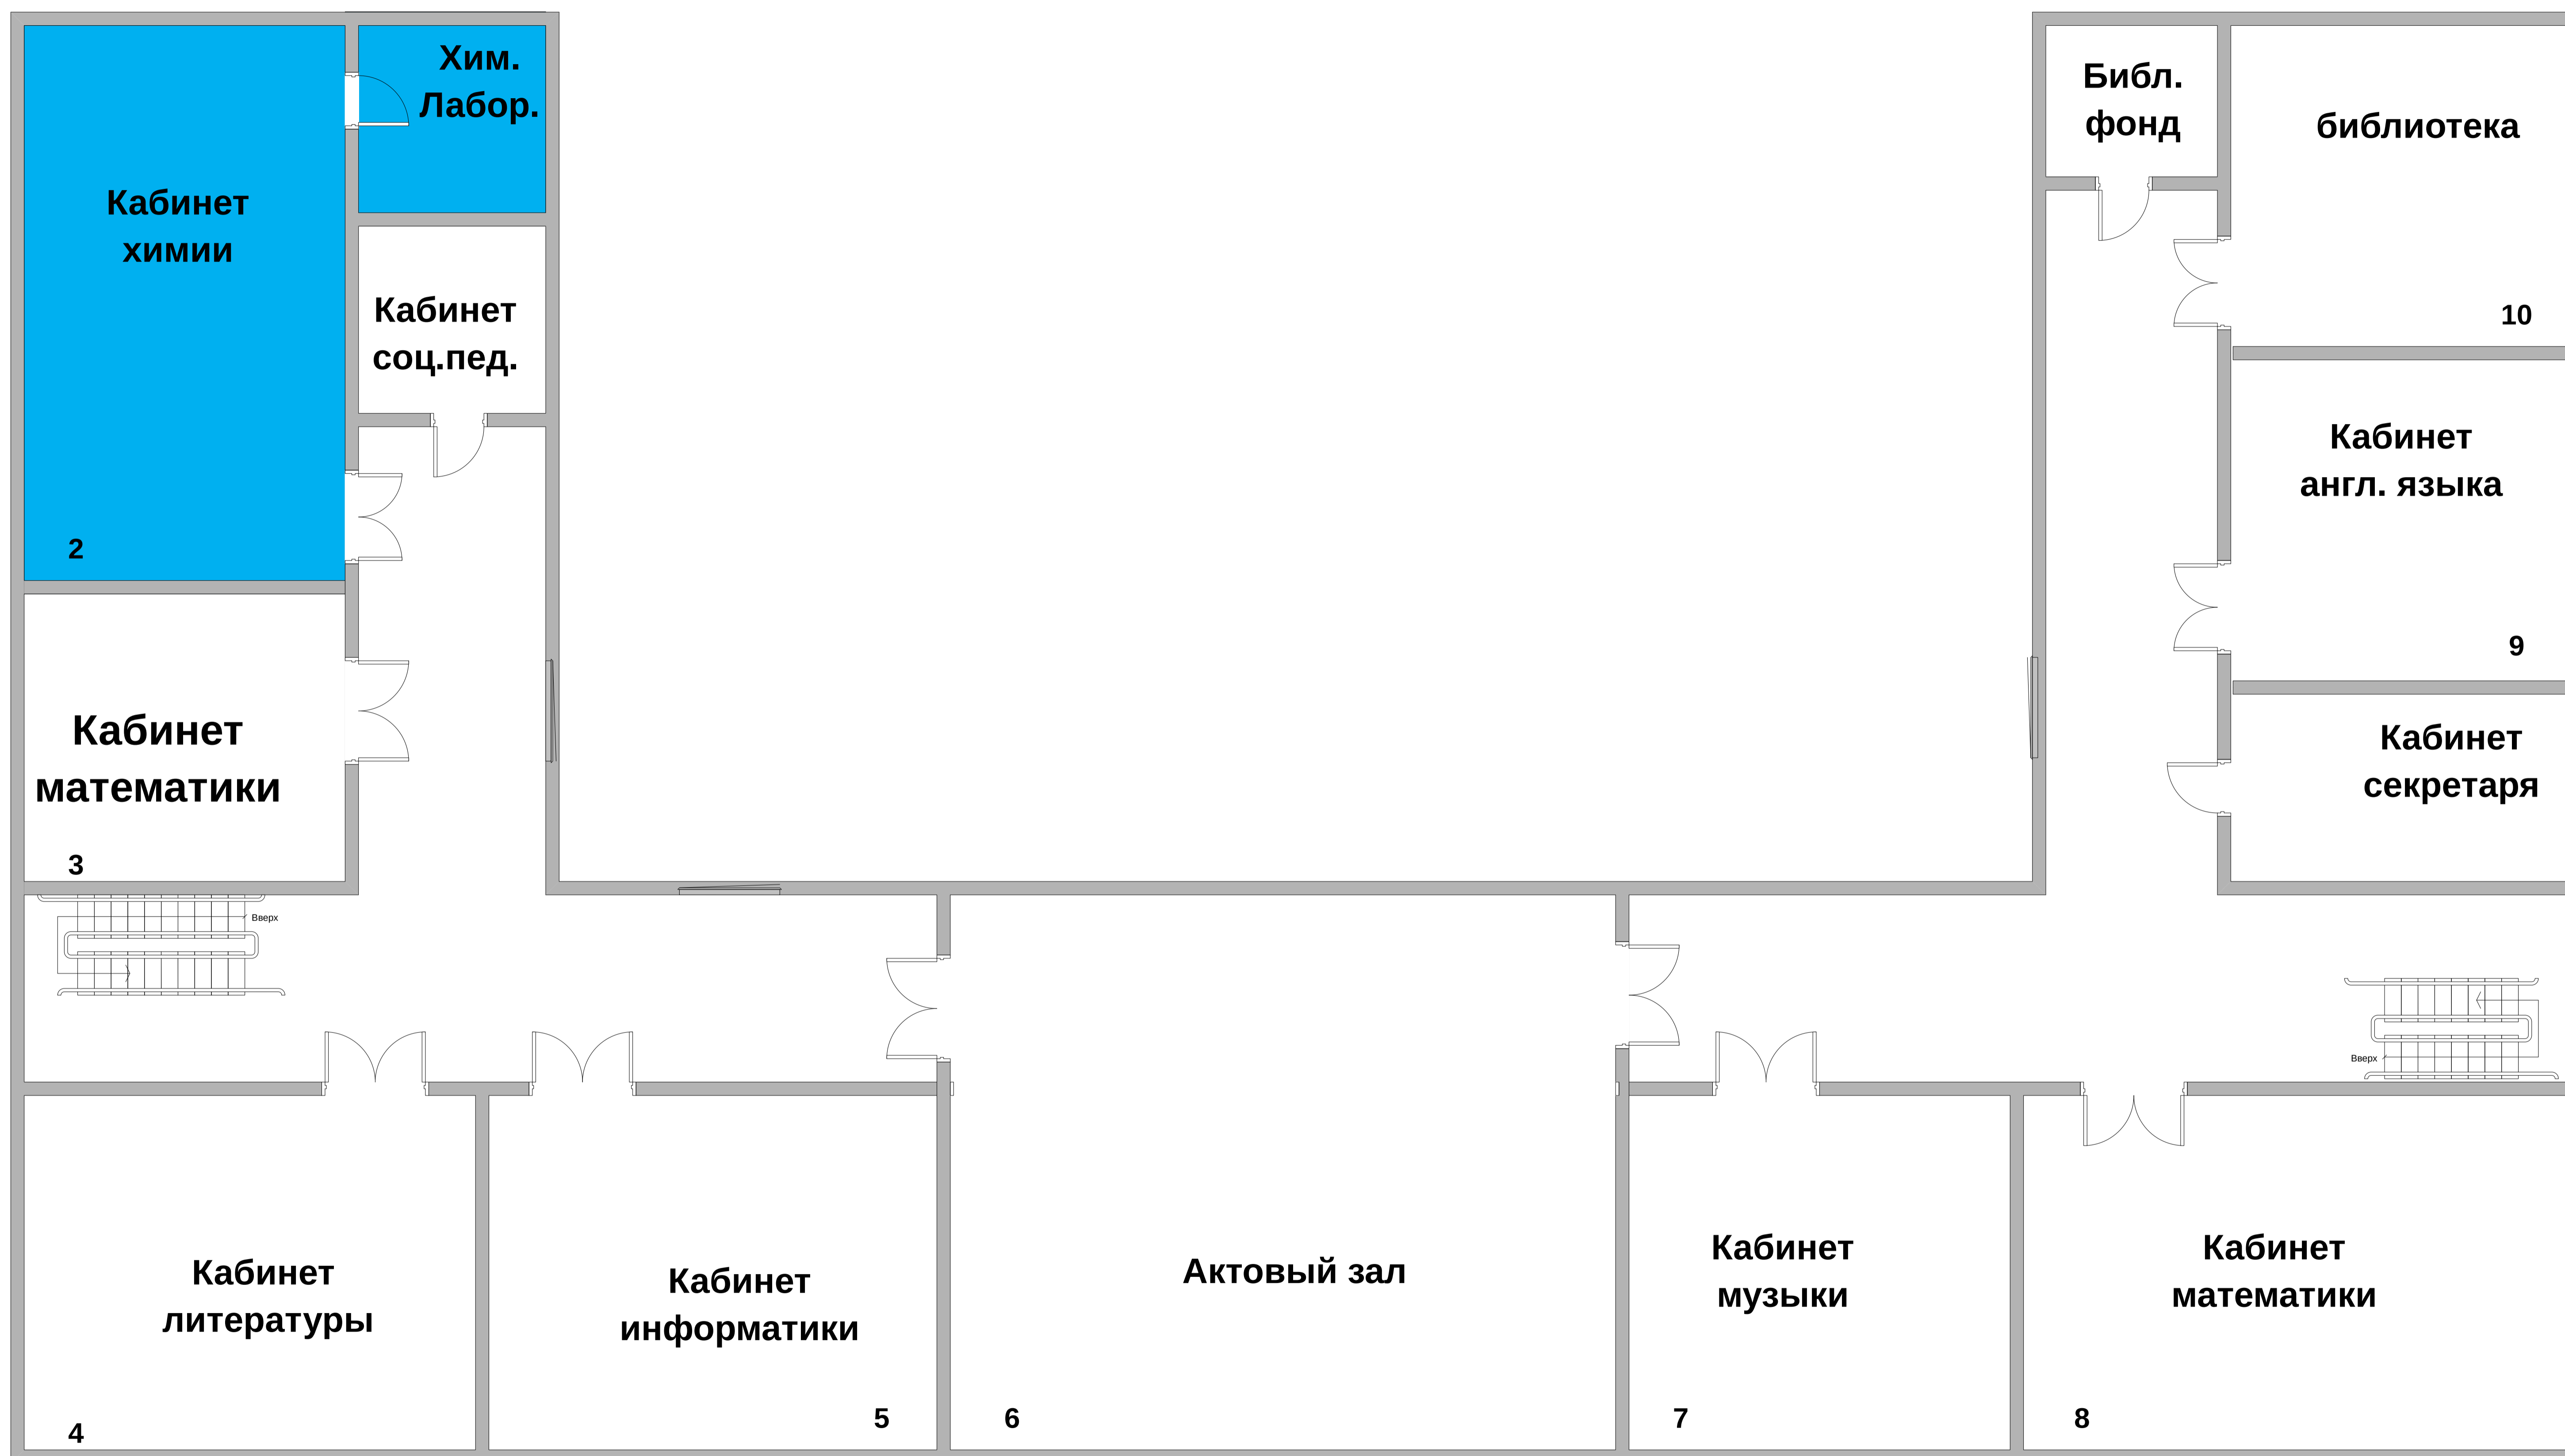 Хим.
Лабор.
Кабинет
химии
2
Кабинет
соц.пед.
Кабинет
математики
3
Вверх
Кабинет
литературы
4
Кабинет
информатики
5
Актовый зал
6
Кабинет
музыки
7
Кабинет
математики
8
Вверх
Кабинет
секретаря
Кабинет
англ. языка
9
библиотека
10
Библ.
фонд